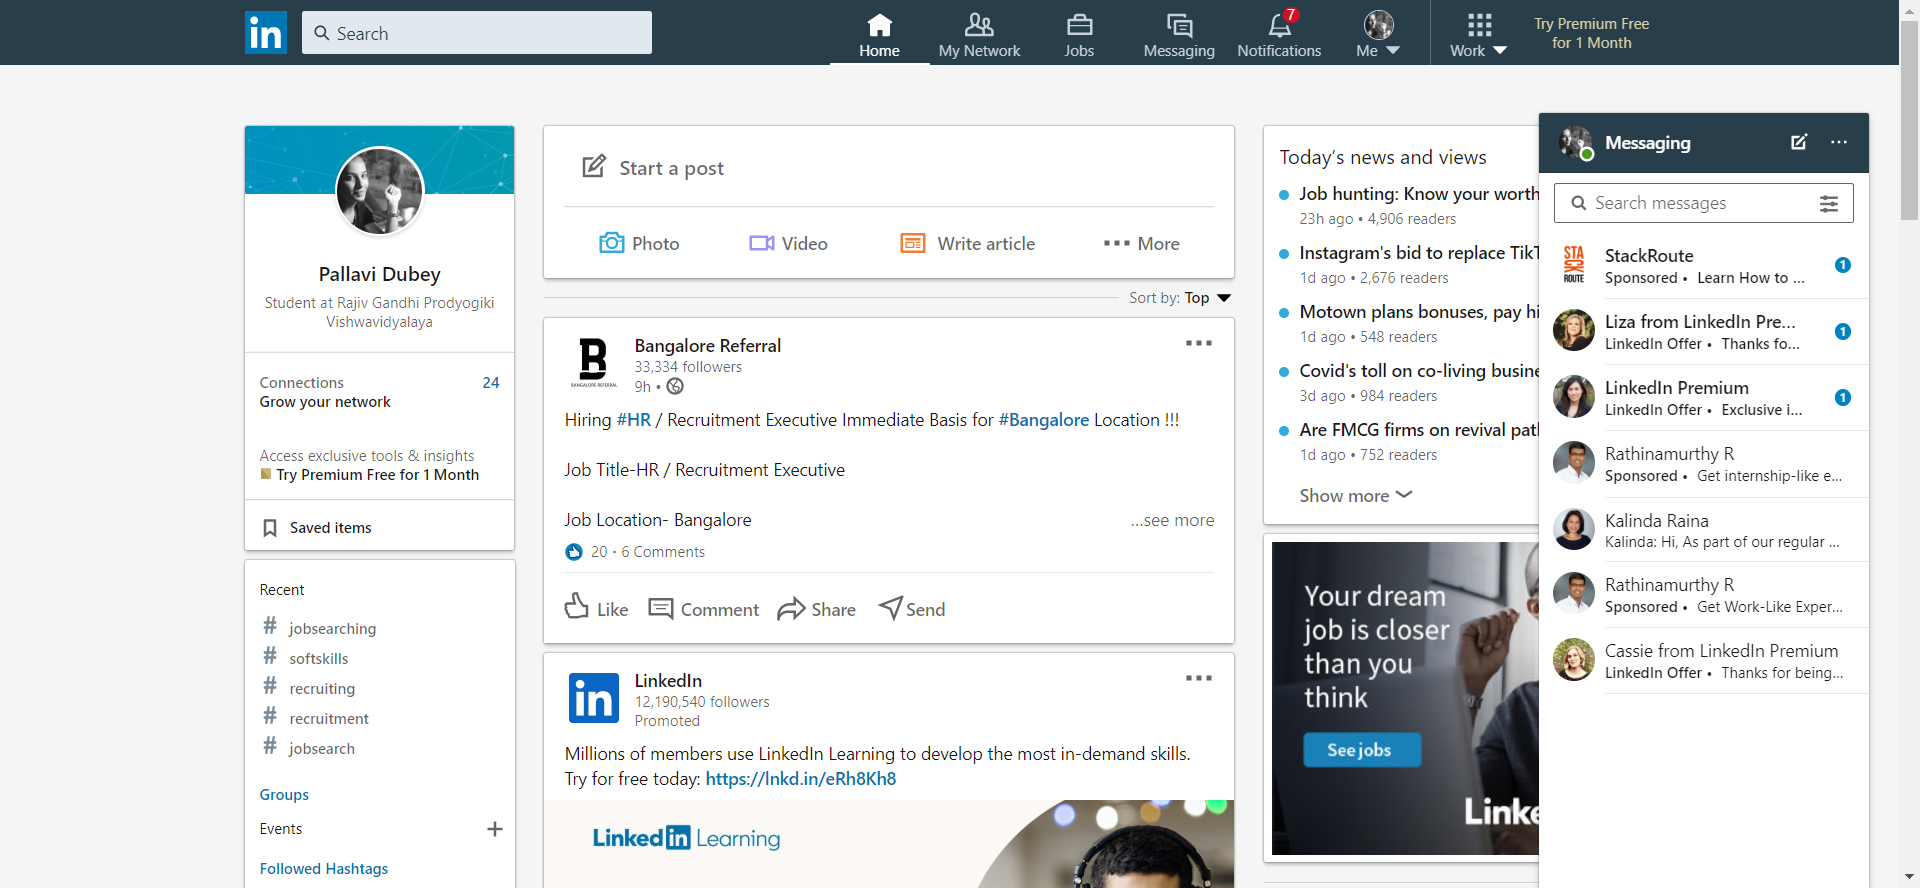 in
Search
Home
My Network
Jobs
Messaging
7
Notifications
Me
Work
Try Premium Free
for 1 Month
Pallavi Dubey
Student at Rajiv Gandhi Prodyogiki
Vishwavidyalaya
Connections 24
Grow your network
Access exclusive tools & insights
Try Premium Free for 1 Month
Saved items
Recent
# jobsearching
# softskills
# recruiting
# recruitment
# jobsearch
Groups
Events
Followed Hashtags
Start a post
Photo Video Write article More
Sort by: Top
B
BANGALORE REFERRAL
Bangalore Referral
33,334 followers
9h •
Hiring #HR / Recruitment Executive Immediate Basis for #Bangalore Location !!!
Job Title-HR / Recruitment Executive
Job Location- Bangalore ...see more
20 · 6 Comments
Like Comment Share Send
in
LinkedIn
12,190,540 followers
Promoted
Millions of members use LinkedIn Learning to develop the most in-demand skills.
Try for free today: https://lnkd.in/eRh8Kh8
Linked in Learning
Today’s news and views
Job hunting: Know your worth
23h ago • 4,906 readers
Instagram's bid to replace TikT
1d ago • 2,676 readers
Motown plans bonuses, pay hi
1d ago • 548 readers
Covid's toll on co-living busine
3d ago • 984 readers
Are FMCG firms on revival pat
1d ago • 752 readers
Show more
Your dream
job is closer
than you
think
See jobs
Linke
Messaging
Search messages
STA
CK
ROUTE
StackRoute 1
Sponsored • Learn How to ...
Liza from LinkedIn Pre... 1
LinkedIn Offer • Thanks fo...
LinkedIn Premium 1
LinkedIn Offer • Exclusive i...
Rathinamurthy R
Sponsored • Get internship-like e...
Kalinda Raina
Kalinda: Hi, As part of our regular ...
Rathinamurthy R
Sponsored • Get Work-Like Exper...
Cassie from LinkedIn Premium
LinkedIn Offer • Thanks for being...